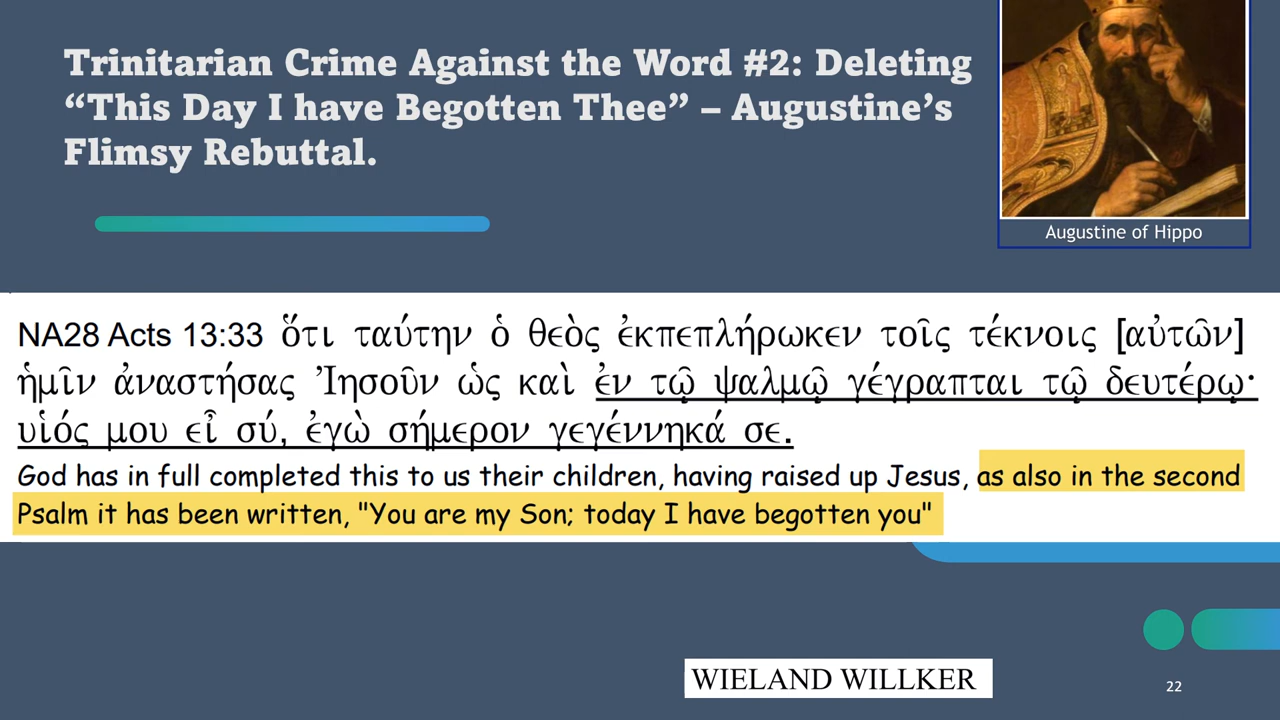 Trinitarian Crime Against the Word #2: Deleting
“This Day I have Begotten Thee” – Augustine’s
Flimsy Rebuttal.
Augustine of Hippo
NA28 Acts 13:33 ὅτι ταύτην ὁ θεὸς ἐκπεπλήρωκεν τοῖς τέκνοις [αὐτῶν]
ἡμῖν ἀναστήσας Ἰησοῦν ὡς καὶ ἐν τῷ ψαλμῷ γέγραπται τῷ δευτέρῳ·
υἱός μου εἶ σύ, ἐγὼ σήμερον γεγέννηκά σε.
God has in full completed this to us their children, having raised up Jesus, as also in the second
Psalm it has been written, "You are my Son; today I have begotten you"
WIELAND WILLKER
22